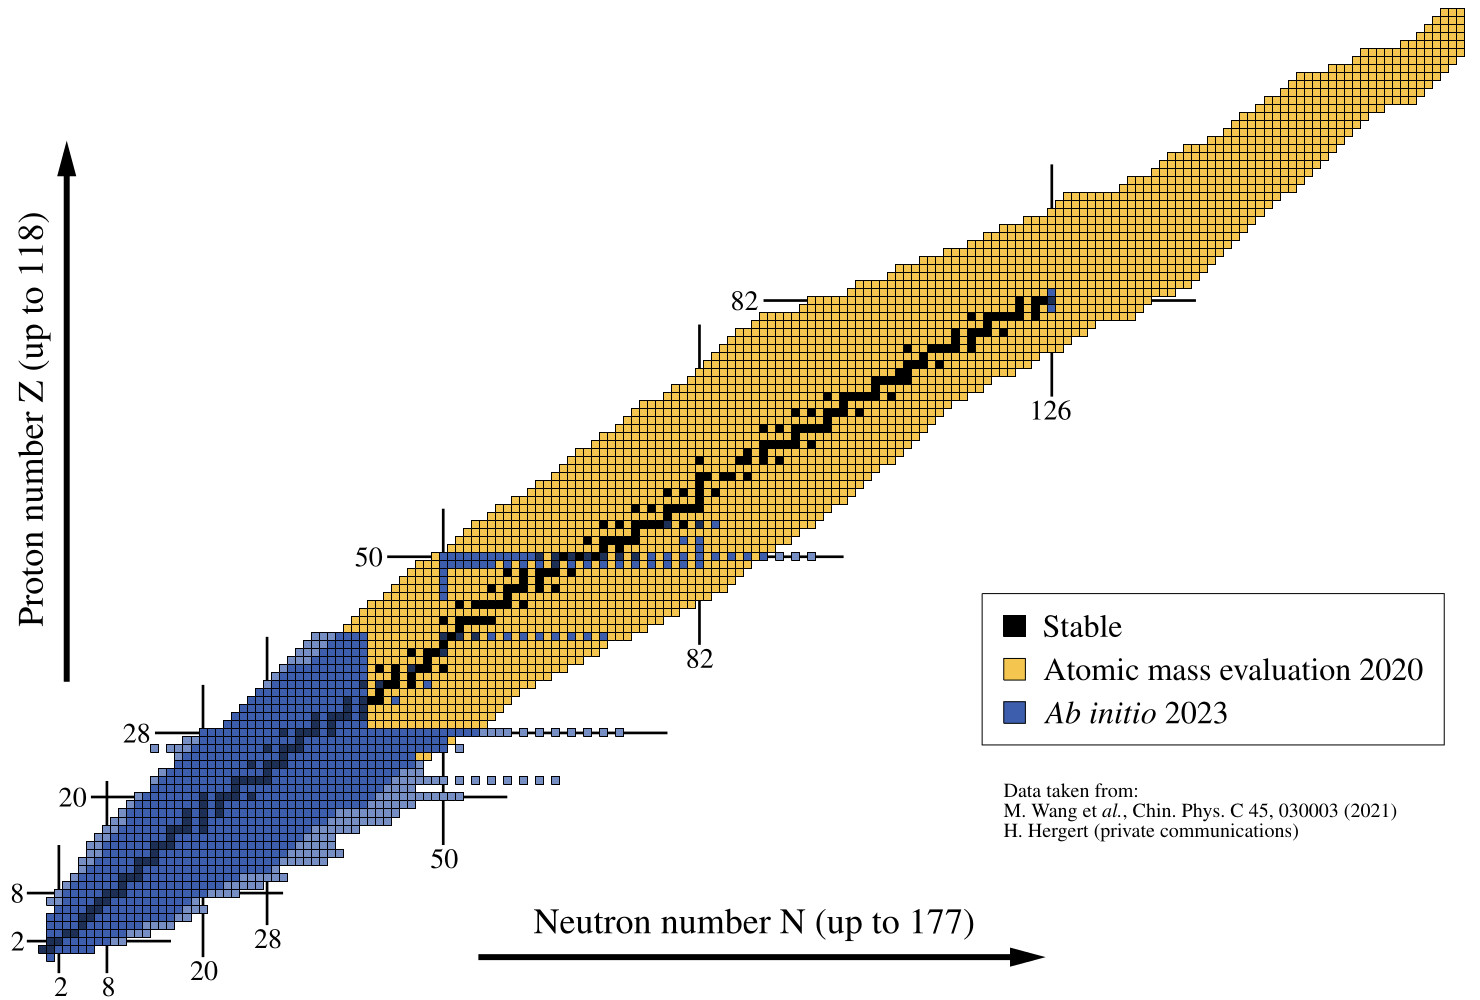 Proton number Z (up to 118)
82
50
28
20
8
2
2
8
20
28
50
82
126
Neutron number N (up to 177)
Stable
Atomic mass evaluation 2020
Ab initio 2023
Data taken from:
M. Wang et al., Chin. Phys. C 45, 030003 (2021)
H. Hergert (private communications)